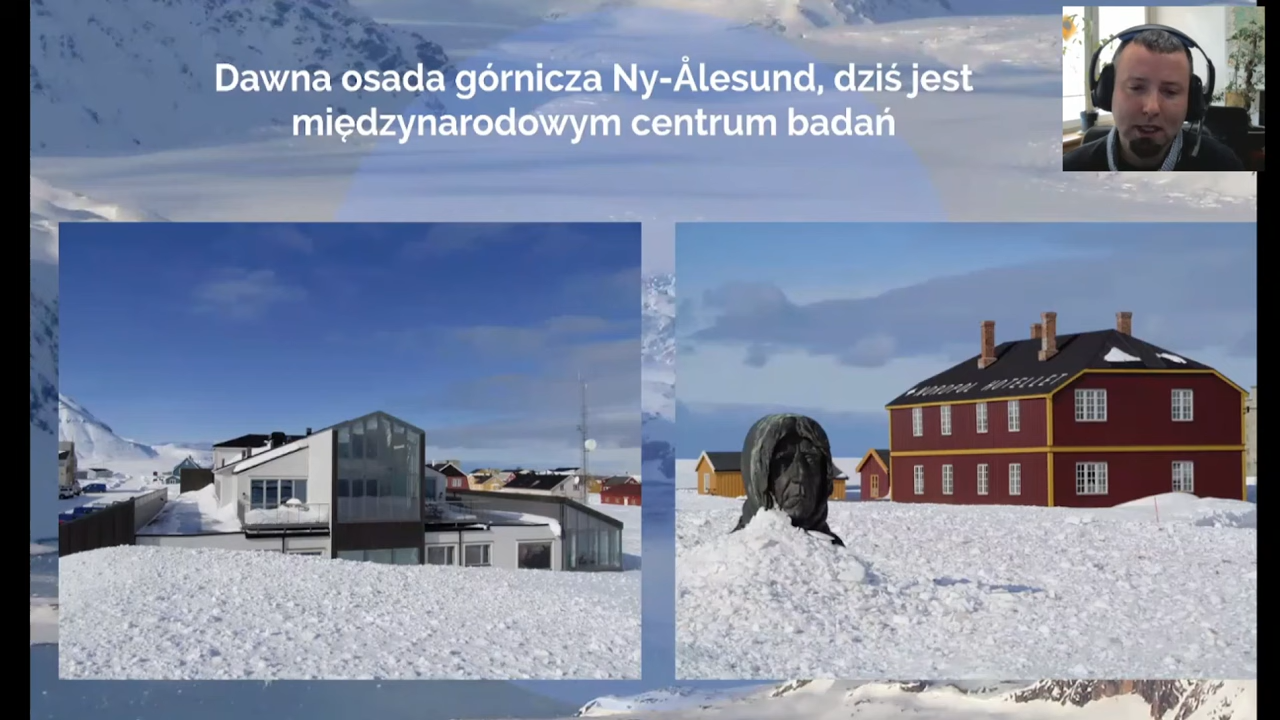 Dawna osada górnicza Ny-Ålesund, dziś jest
międzynarodowym centrum badań
NORDPOL HOTELLET